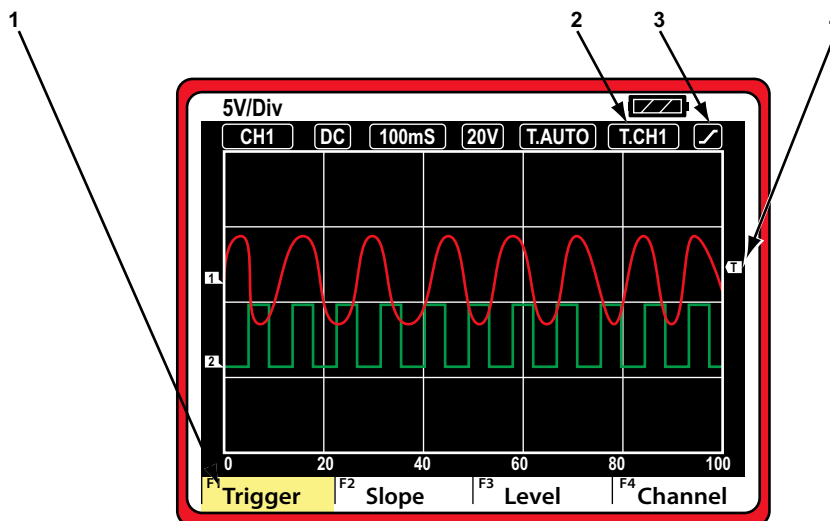 1 2 3
5V/Div
CH1 DC 100mS 20V T.AUTO T.CH1
T
1
2
0 20 40 60 80 100
F1 Trigger F2 Slope F3 Level F4 Channel